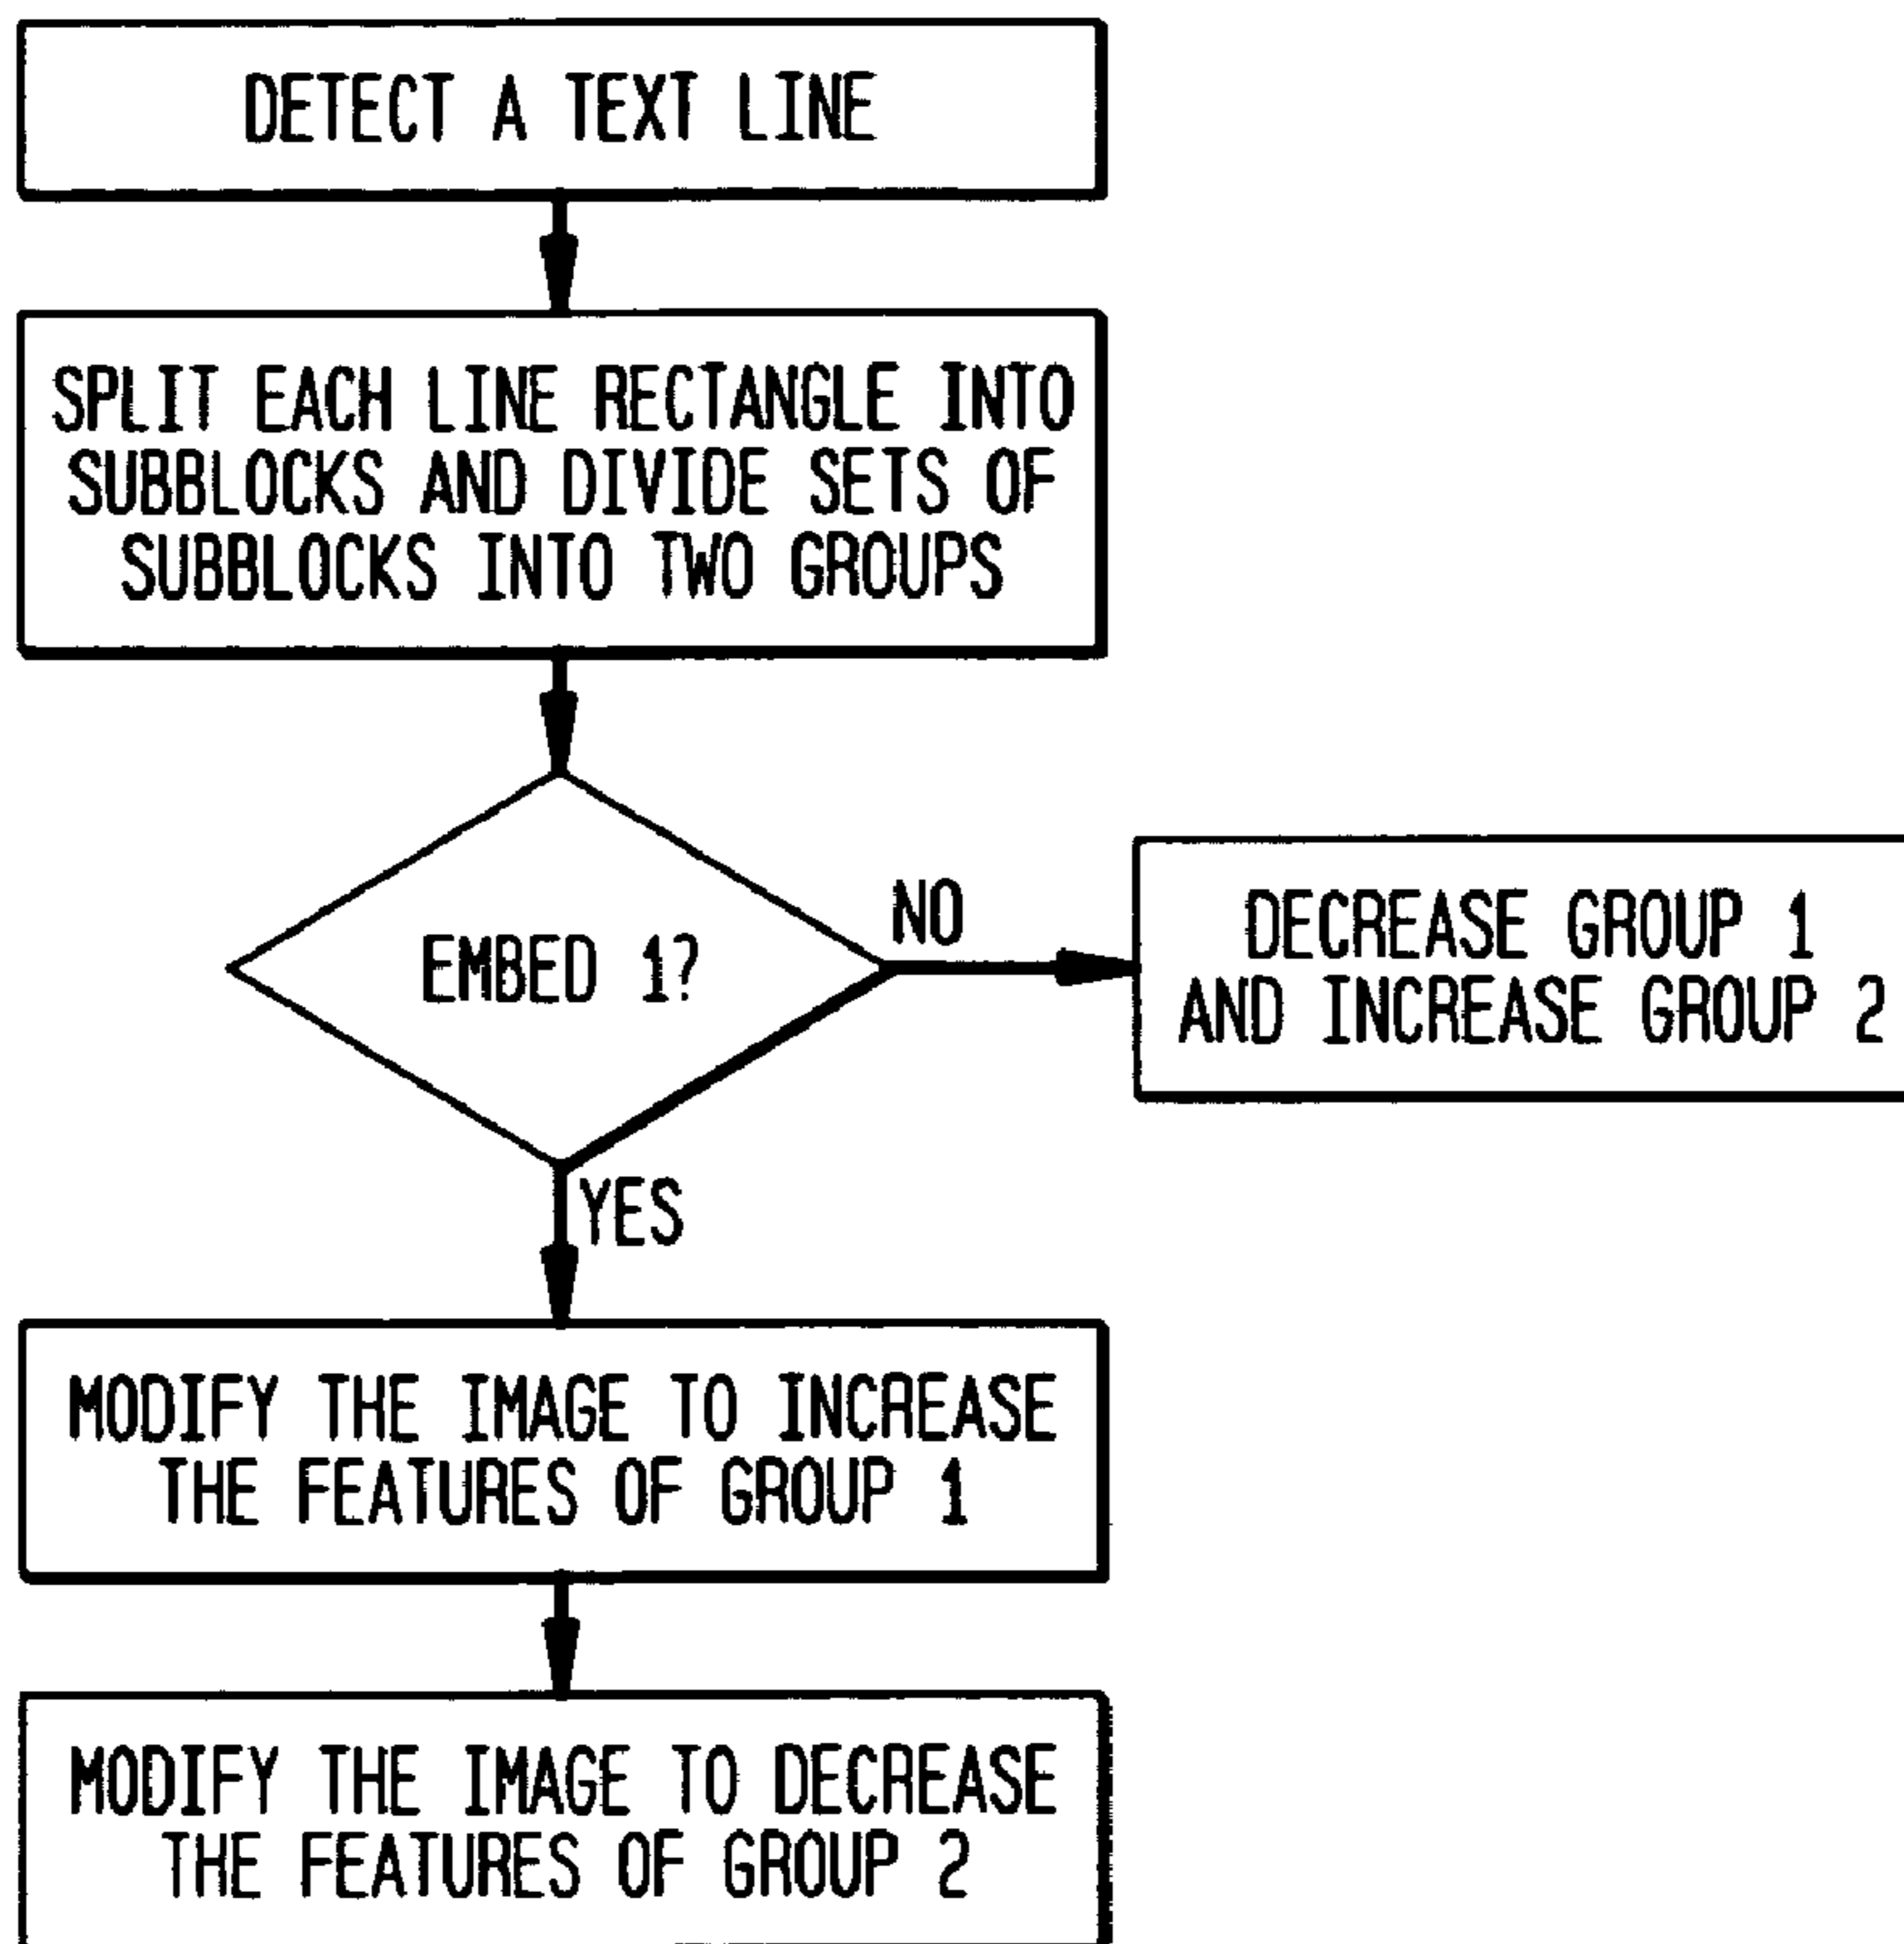 DETECT A TEXT LINE
SPLIT EACH LINE RECTANGLE INTO
SUBBLOCKS AND DIVIDE SETS OF
SUBBLOCKS INTO TWO GROUPS
EMBED 1?
NO
DECREASE GROUP 1
AND INCREASE GROUP 2
YES
MODIFY THE IMAGE TO INCREASE
THE FEATURES OF GROUP 1
MODIFY THE IMAGE TO DECREASE
THE FEATURES OF GROUP 2